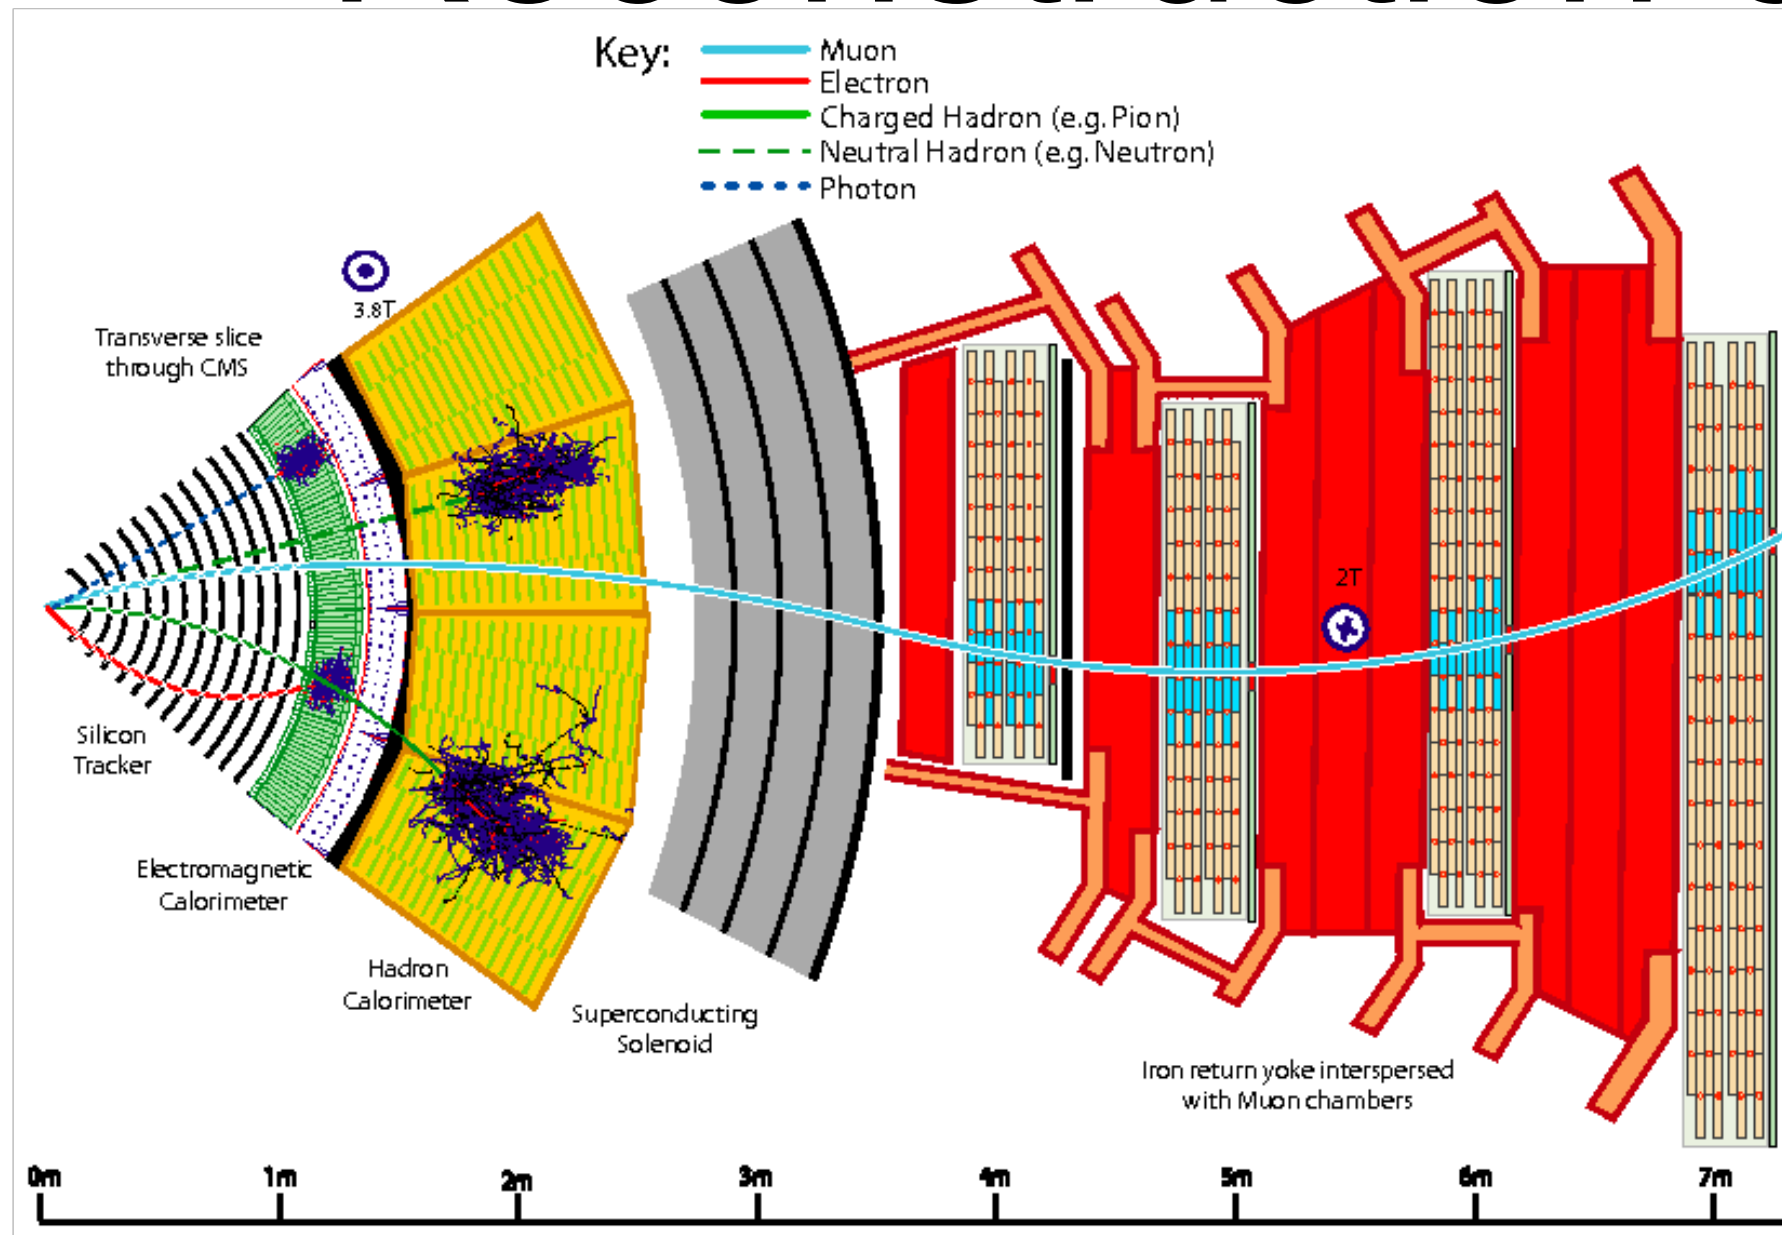 Key:
Muon
Electron
Charged Hadron (e.g. Pion)
Neutral Hadron (e.g. Neutron)
Photon
3.8T
Transverse slice
through CMS
2T
Silicon
Tracker
Electromagnetic
Calorimeter
Hadron
Calorimeter
Superconducting
Solenoid
Iron return yoke interspersed
with Muon chambers
0m 1m 2m 3m 4m 5m 6m 7m